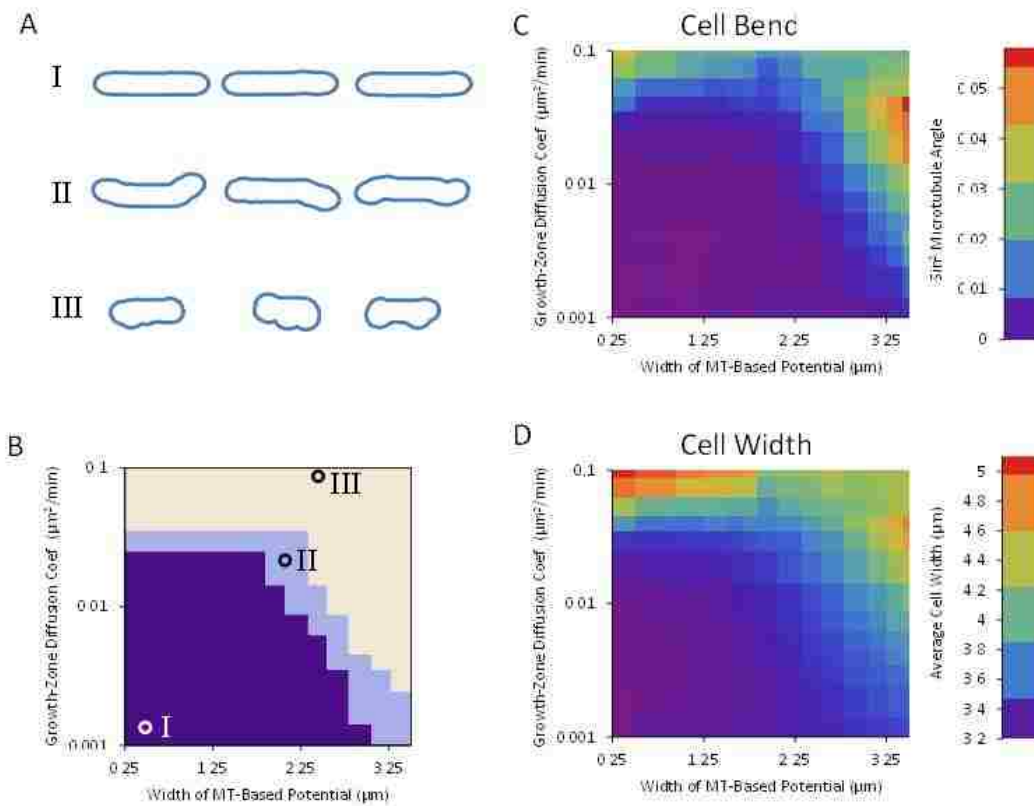 A
I
II
III
B
Growth-Zone Diffusion Coef (μm²/min)
0.1
0.01
0.001
III
II
I
0.25
1.25
2.25
3.25
Width of MT-Based Potential (μm)
C
Cell Bend
Growth-Zone Diffusion Coef (μm²/min)
0.1
0.01
0.001
0.25
1.25
2.25
3.25
Width of MT-Based Potential (μm)
Sin² Microtubule Angle
0.05
0.04
0.03
0.02
0.01
0
D
Cell Width
Growth-Zone Diffusion Coef (μm²/min)
0.1
0.01
0.001
0.25
1.25
2.25
3.25
Width of MT-Based Potential (μm)
Average Cell Width (μm)
5
4.8
4.6
4.4
4.2
4
3.8
3.6
3.4
3.2